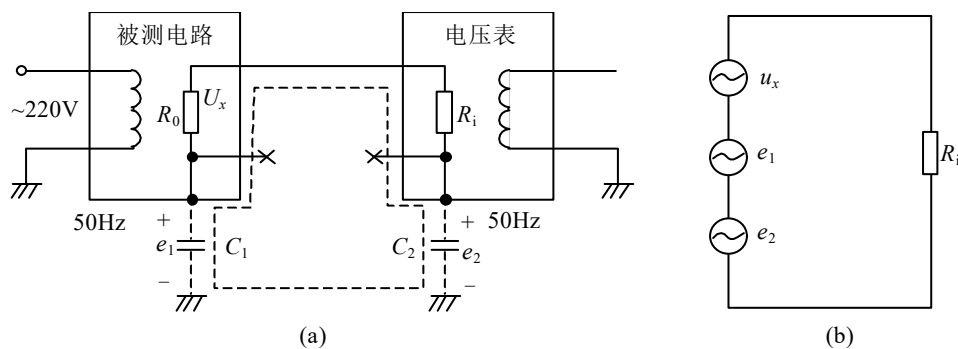 被测电路
电压表
~220V
R₀
Uₓ
Rᵢ
50Hz
50Hz
+
e₁
−
C₁
C₂
+
e₂
−
(a)
uₓ
e₁
e₂
Rᵢ
(b)